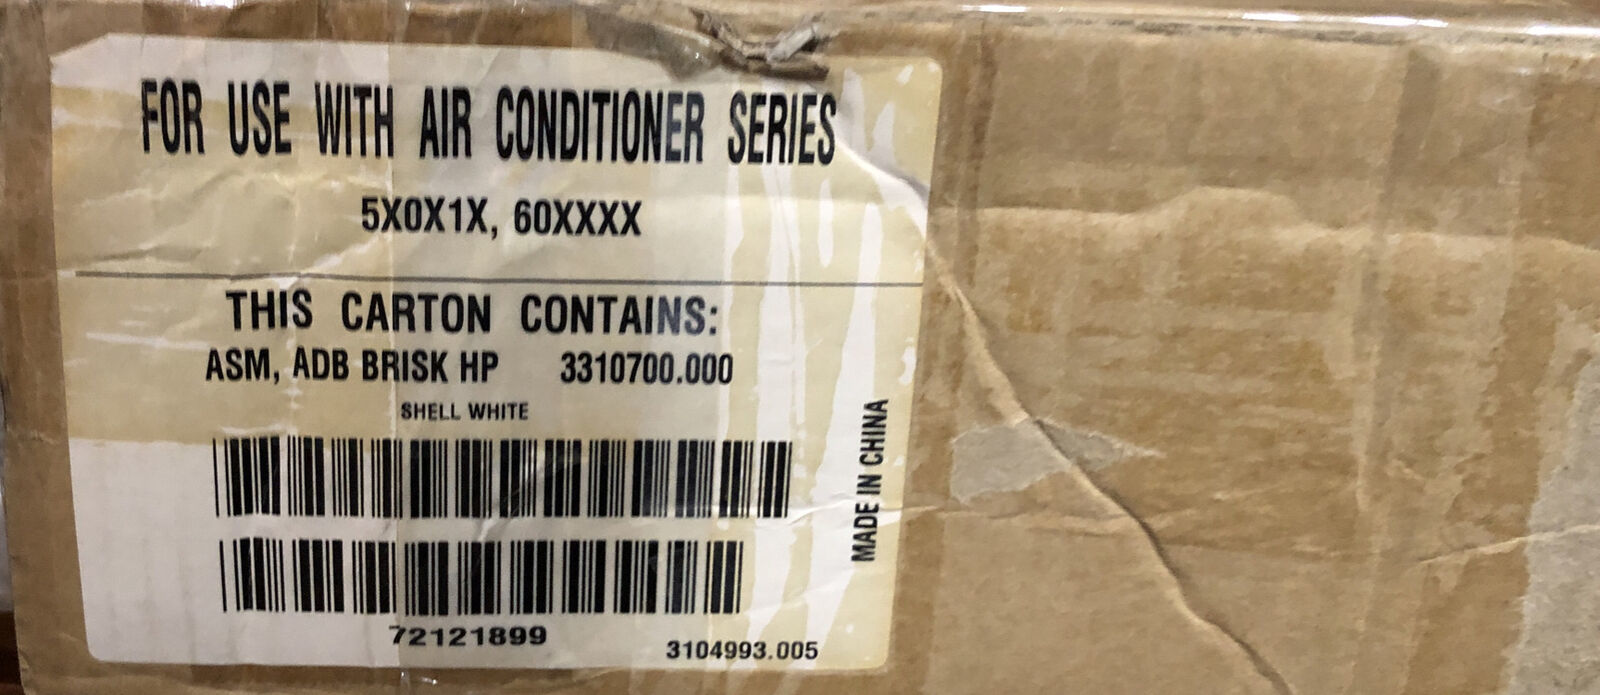 FOR USE WITH AIR CONDITIONER SERIES
5X0X1X, 60XXXX
THIS CARTON CONTAINS:
ASM, ADB BRISK HP 3310700.000
SHELL WHITE
MADE IN CHINA
72121899
3104993.005